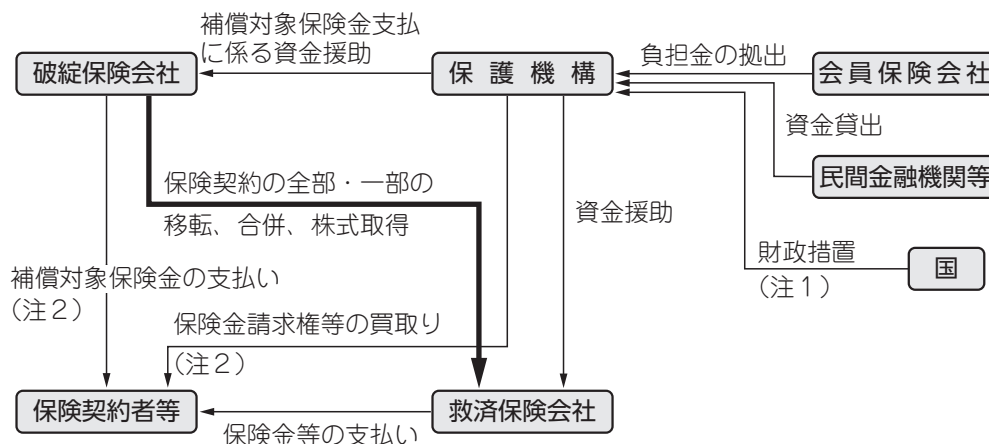 補償対象保険金支払
に係る資金援助
負担金の拠出
破綻保険会社
保護機構
会員保険会社
資金貸出
民間金融機関等
保険契約の全部・一部の
移転、合併、株式取得
資金援助
財政措置
(注1)
国
補償対象保険金の支払い
(注2)
保険金請求権等の買取り
(注2)
保険契約者等
救済保険会社
保険金等の支払い